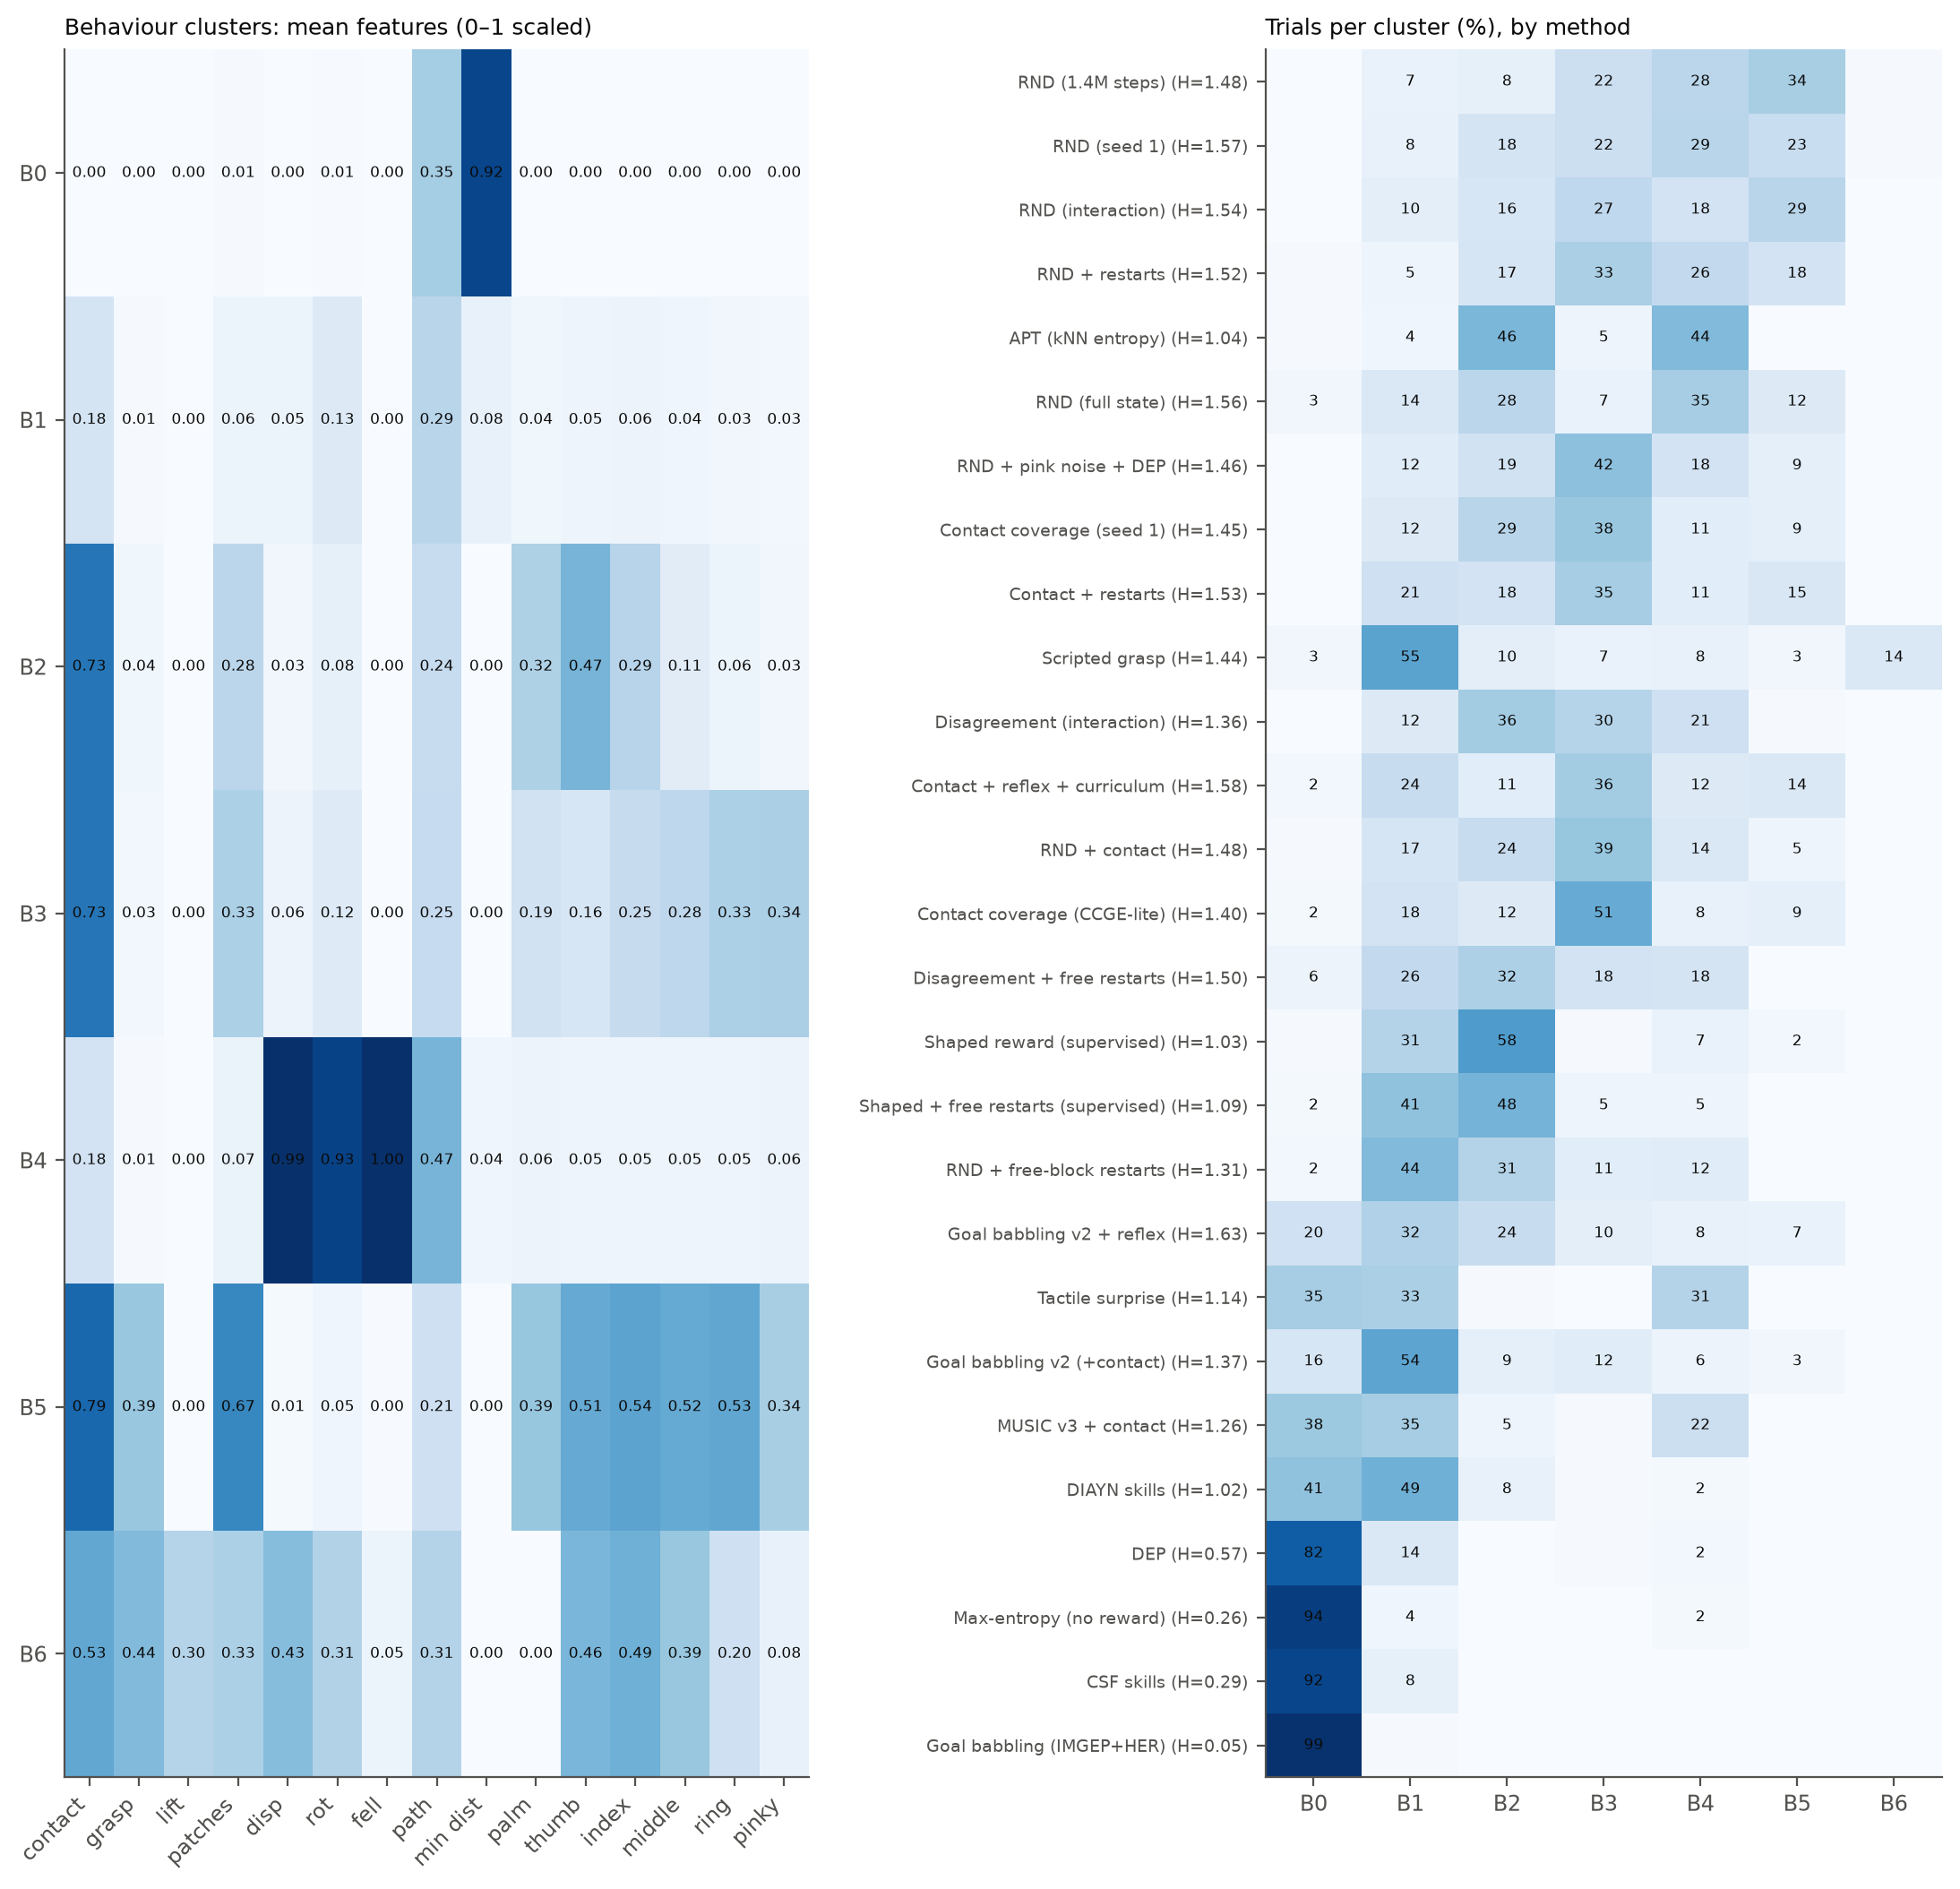 Behaviour clusters: mean features (0–1 scaled)
B0 0.00 0.00 0.00 0.01 0.00 0.01 0.00 0.35 0.92 0.00 0.00 0.00 0.00 0.00 0.00
B1 0.18 0.01 0.00 0.06 0.05 0.13 0.00 0.29 0.08 0.04 0.05 0.06 0.04 0.03 0.03
B2 0.73 0.04 0.00 0.28 0.03 0.08 0.00 0.24 0.00 0.32 0.47 0.29 0.11 0.06 0.03
B3 0.73 0.03 0.00 0.33 0.06 0.12 0.00 0.25 0.00 0.19 0.16 0.25 0.28 0.33 0.34
B4 0.18 0.01 0.00 0.07 0.99 0.93 1.00 0.47 0.04 0.06 0.05 0.05 0.05 0.05 0.06
B5 0.79 0.39 0.00 0.67 0.01 0.05 0.00 0.21 0.00 0.39 0.51 0.54 0.52 0.53 0.34
B6 0.53 0.44 0.30 0.33 0.43 0.31 0.05 0.31 0.00 0.00 0.46 0.49 0.39 0.20 0.08
contact grasp lift patches disp rot fell path min dist palm thumb index middle ring pinky
Trials per cluster (%), by method
RND (1.4M steps) (H=1.48) 7 8 22 28 34
RND (seed 1) (H=1.57) 8 18 22 29 23
RND (interaction) (H=1.54) 10 16 27 18 29
RND + restarts (H=1.52) 5 17 33 26 18
APT (kNN entropy) (H=1.04) 4 46 5 44
RND (full state) (H=1.56) 3 14 28 7 35 12
RND + pink noise + DEP (H=1.46) 12 19 42 18 9
Contact coverage (seed 1) (H=1.45) 12 29 38 11 9
Contact + restarts (H=1.53) 21 18 35 11 15
Scripted grasp (H=1.44) 3 55 10 7 8 3 14
Disagreement (interaction) (H=1.36) 12 36 30 21
Contact + reflex + curriculum (H=1.58) 2 24 11 36 12 14
RND + contact (H=1.48) 17 24 39 14 5
Contact coverage (CCGE-lite) (H=1.40) 2 18 12 51 8 9
Disagreement + free restarts (H=1.50) 6 26 32 18 18
Shaped reward (supervised) (H=1.03) 31 58 7 2
Shaped + free restarts (supervised) (H=1.09) 2 41 48 5 5
RND + free-block restarts (H=1.31) 2 44 31 11 12
Goal babbling v2 + reflex (H=1.63) 20 32 24 10 8 7
Tactile surprise (H=1.14) 35 33 31
Goal babbling v2 (+contact) (H=1.37) 16 54 9 12 6 3
MUSIC v3 + contact (H=1.26) 38 35 5 22
DIAYN skills (H=1.02) 41 49 8 2
DEP (H=0.57) 82 14 2
Max-entropy (no reward) (H=0.26) 94 4 2
CSF skills (H=0.29) 92 8
Goal babbling (IMGEP+HER) (H=0.05) 99
B0 B1 B2 B3 B4 B5 B6